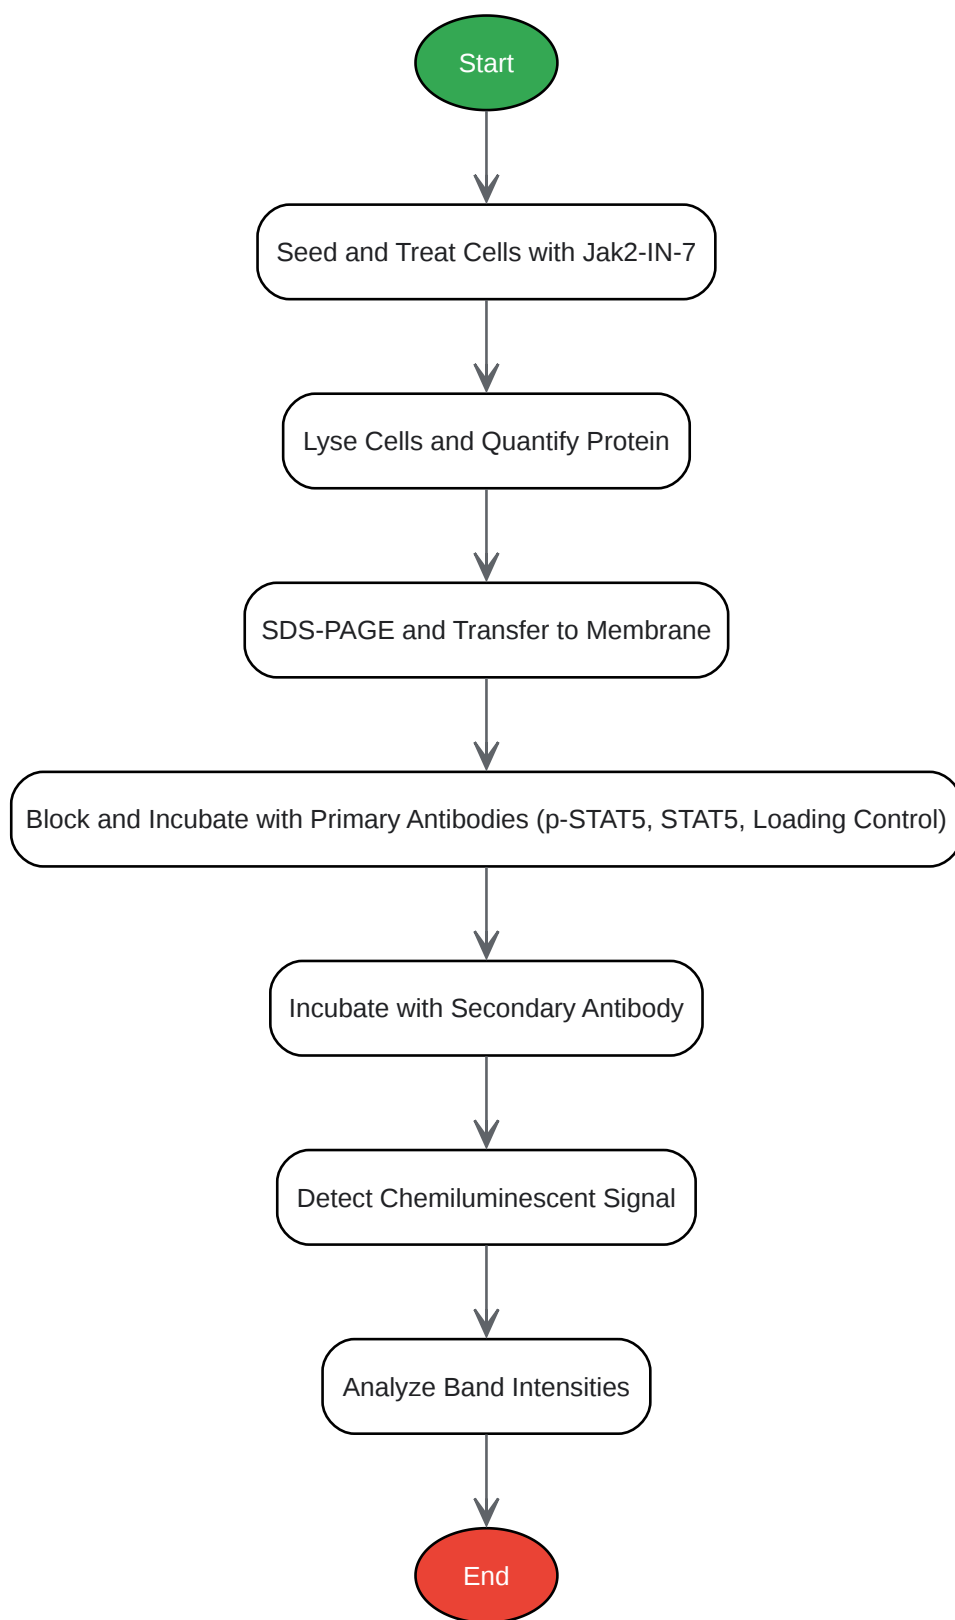 Start
Seed and Treat Cells with Jak2-IN-7
Lyse Cells and Quantify Protein
SDS-PAGE and Transfer to Membrane
Block and Incubate with Primary Antibodies (p-STAT5, STAT5, Loading Control)
Incubate with Secondary Antibody
Detect Chemiluminescent Signal
Analyze Band Intensities
End